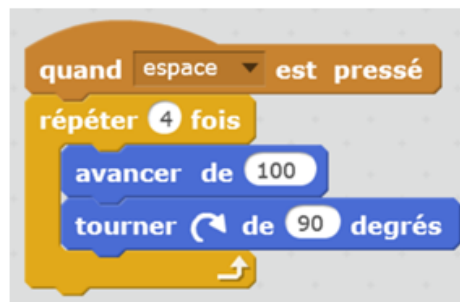 quand espace est pressé
répéter 4 fois
avancer de 100
tourner de 90 degrés